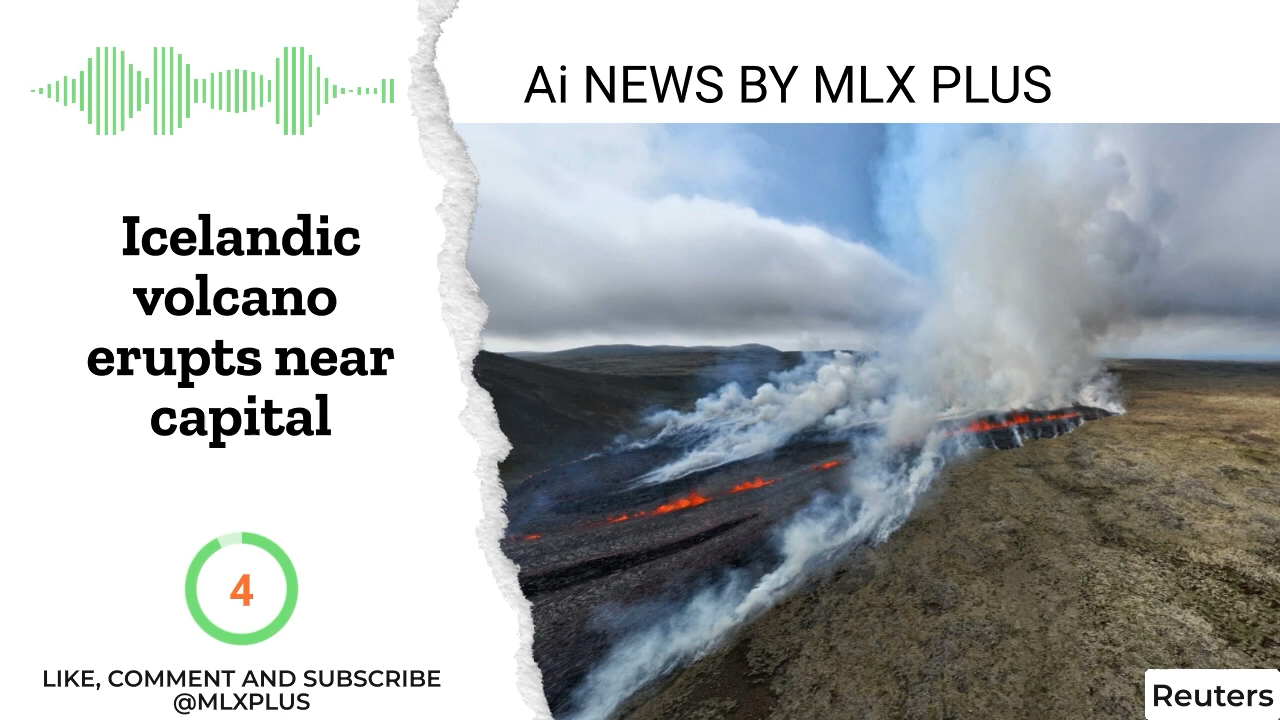 Ai NEWS BY MLX PLUS
Icelandic
volcano
erupts near
capital
4
LIKE, COMMENT AND SUBSCRIBE
@MLXPLUS
Reuters